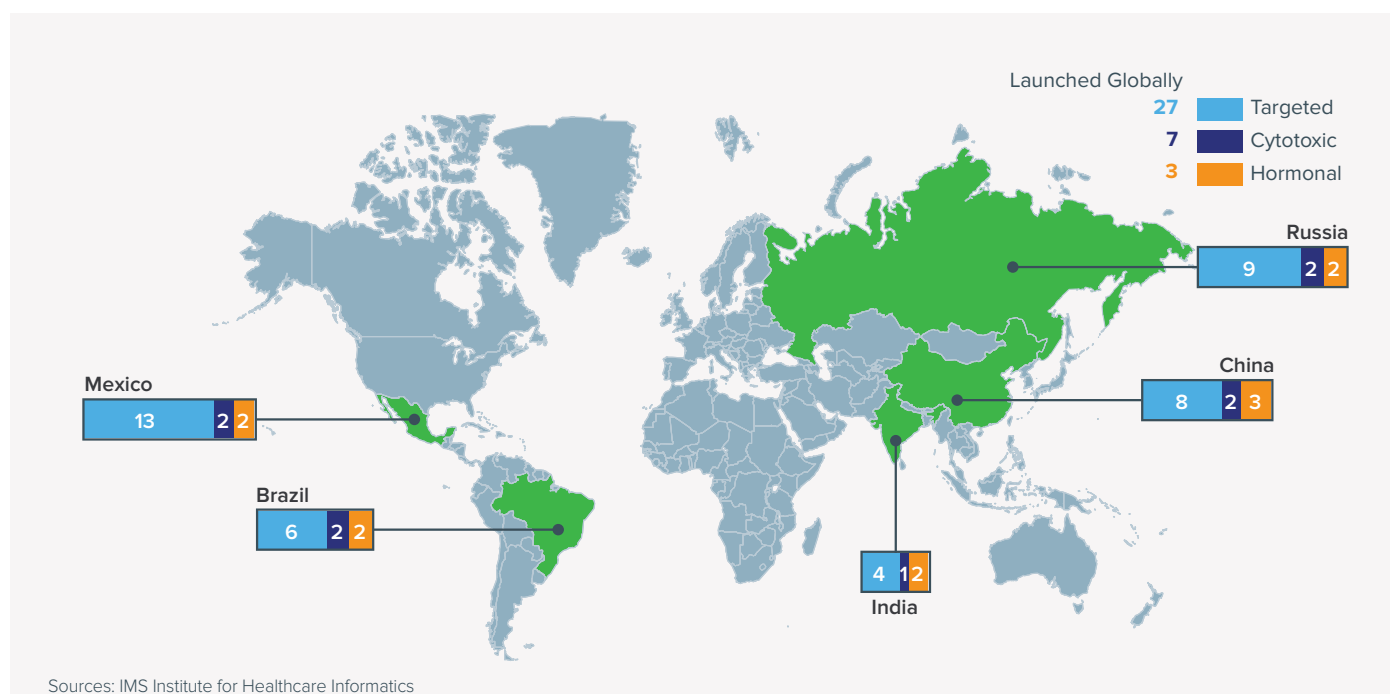 Launched Globally
27 Targeted
7 Cytotoxic
3 Hormonal
Russia
9 2 2
China
8 2 3
Mexico
13 2 2
Brazil
6 2 2
4 1 2
India
Sources: IMS Institute for Healthcare Informatics